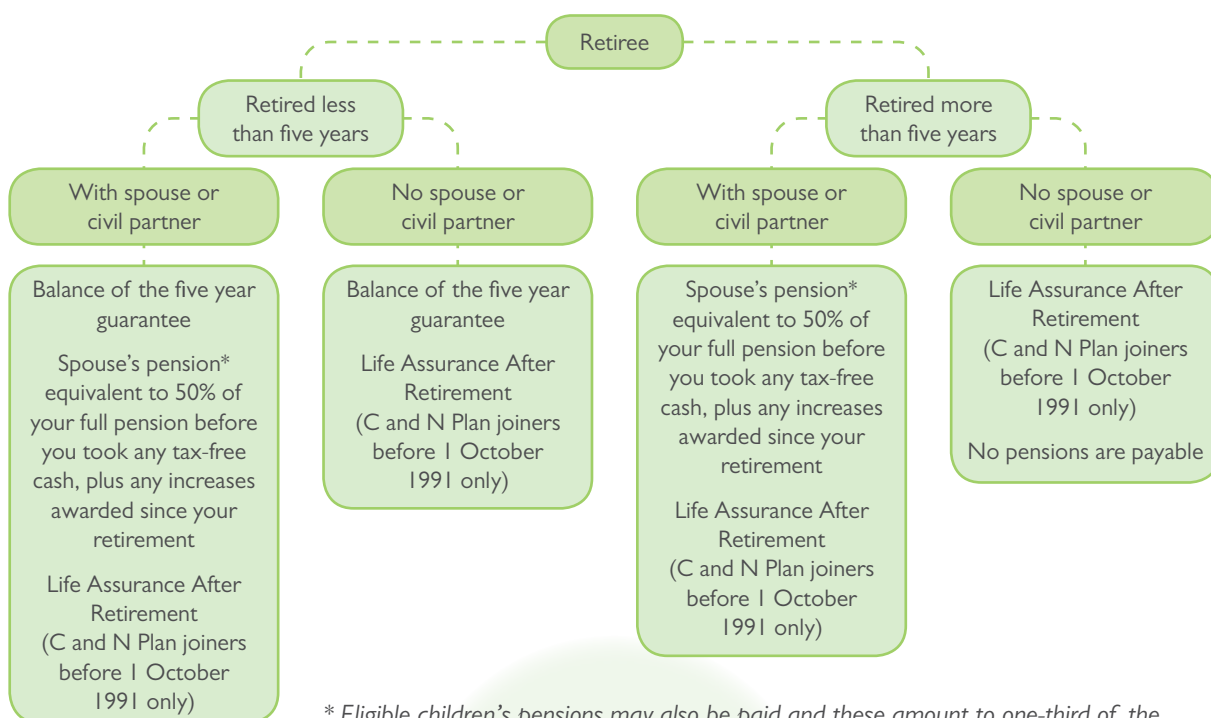 Retiree
Retired less
than five years
Retired more
than five years
With spouse or
civil partner
No spouse or
civil partner
With spouse or
civil partner
No spouse or
civil partner
Balance of the five year
guarantee
Spouse's pension*
equivalent to 50% of
your full pension before
you took any tax-free
cash, plus any increases
awarded since your
retirement
Life Assurance After
Retirement
(C and N Plan joiners
before 1 October
1991 only)
Balance of the five year
guarantee
Life Assurance After
Retirement
(C and N Plan joiners
before 1 October
1991 only)
Spouse's pension*
equivalent to 50% of
your full pension before
you took any tax-free
cash, plus any increases
awarded since your
retirement
Life Assurance After
Retirement
(C and N Plan joiners
before 1 October
1991 only)
Life Assurance After
Retirement
(C and N Plan joiners
before 1 October
1991 only)
No pensions are payable
* Eligible children's pensions may also be paid and these amount to one-third of the